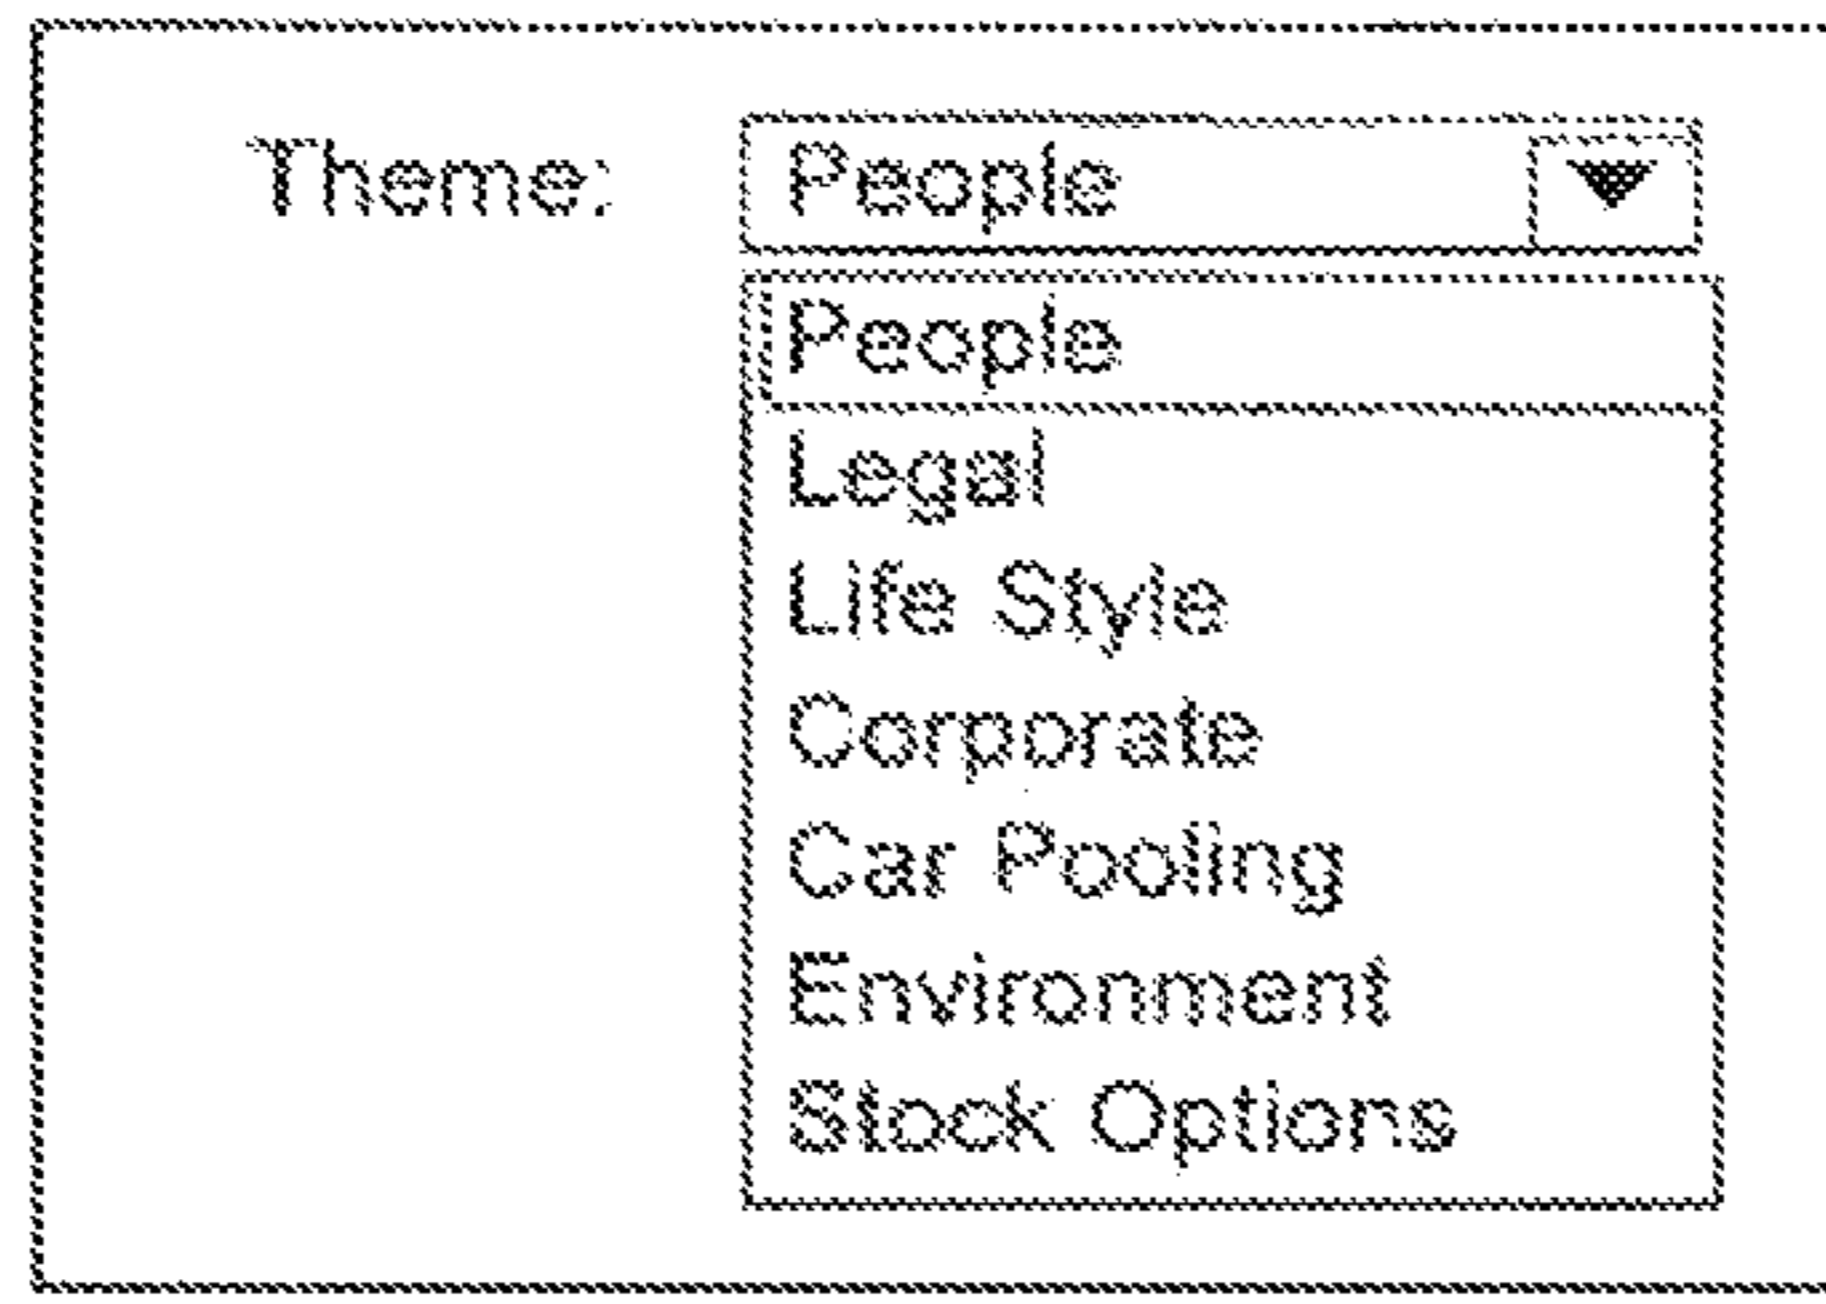 Theme: People
People
Legal
Life Style
Corporate
Car Pooling
Environment
Stock Options